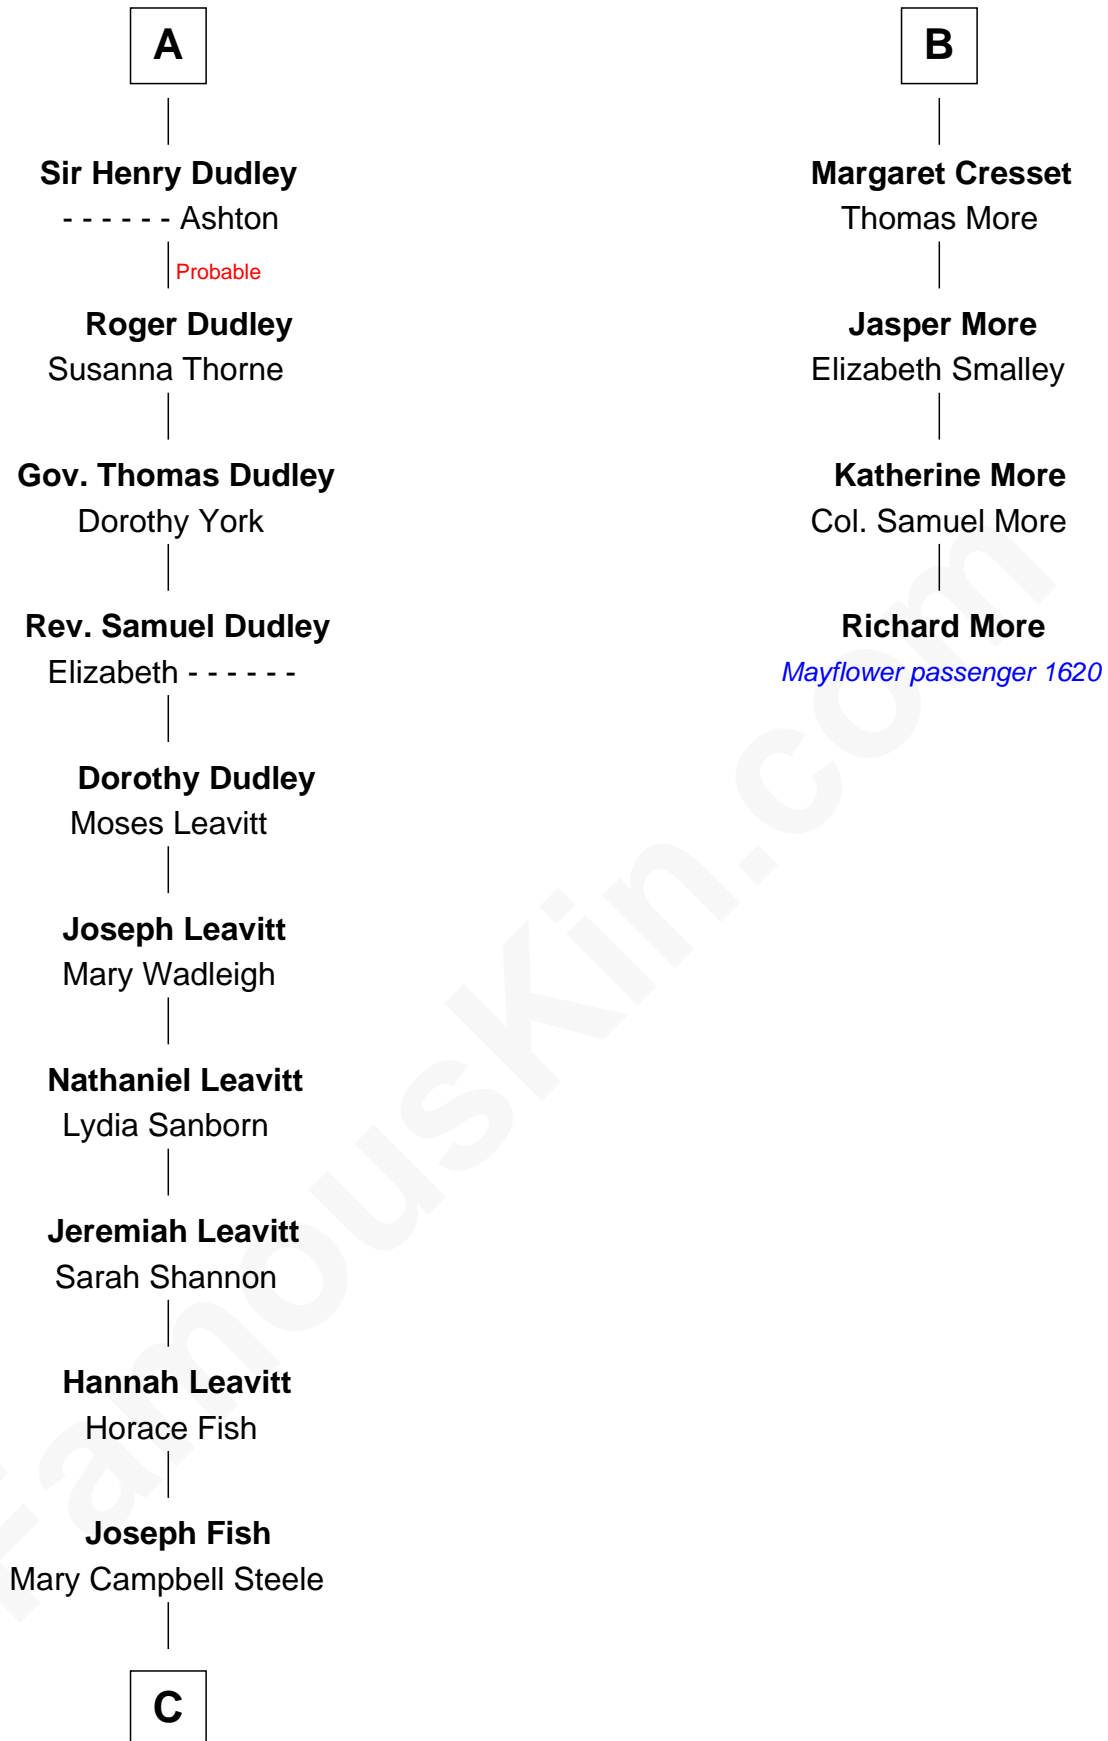 A
Sir Henry Dudley
- - - - - - Ashton
Probable
Roger Dudley
Susanna Thorne
Gov. Thomas Dudley
Dorothy York
Rev. Samuel Dudley
Elizabeth - - - - - -
Dorothy Dudley
Moses Leavitt
Joseph Leavitt
Mary Wadleigh
Nathaniel Leavitt
Lydia Sanborn
Jeremiah Leavitt
Sarah Shannon
Hannah Leavitt
Horace Fish
Joseph Fish
Mary Campbell Steele
C
B
Margaret Cresset
Thomas More
Jasper More
Elizabeth Smalley
Katherine More
Col. Samuel More
Richard More
Mayflower passenger 1620
FamousKin.com